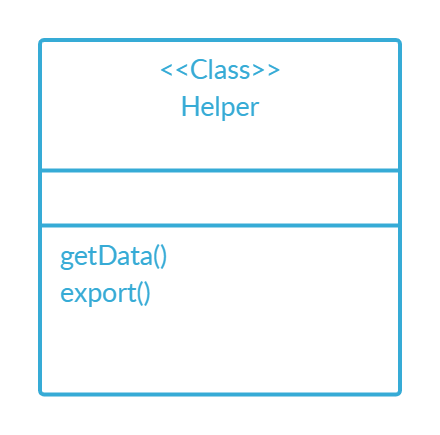 <<Class>>
Helper
getData()
export()